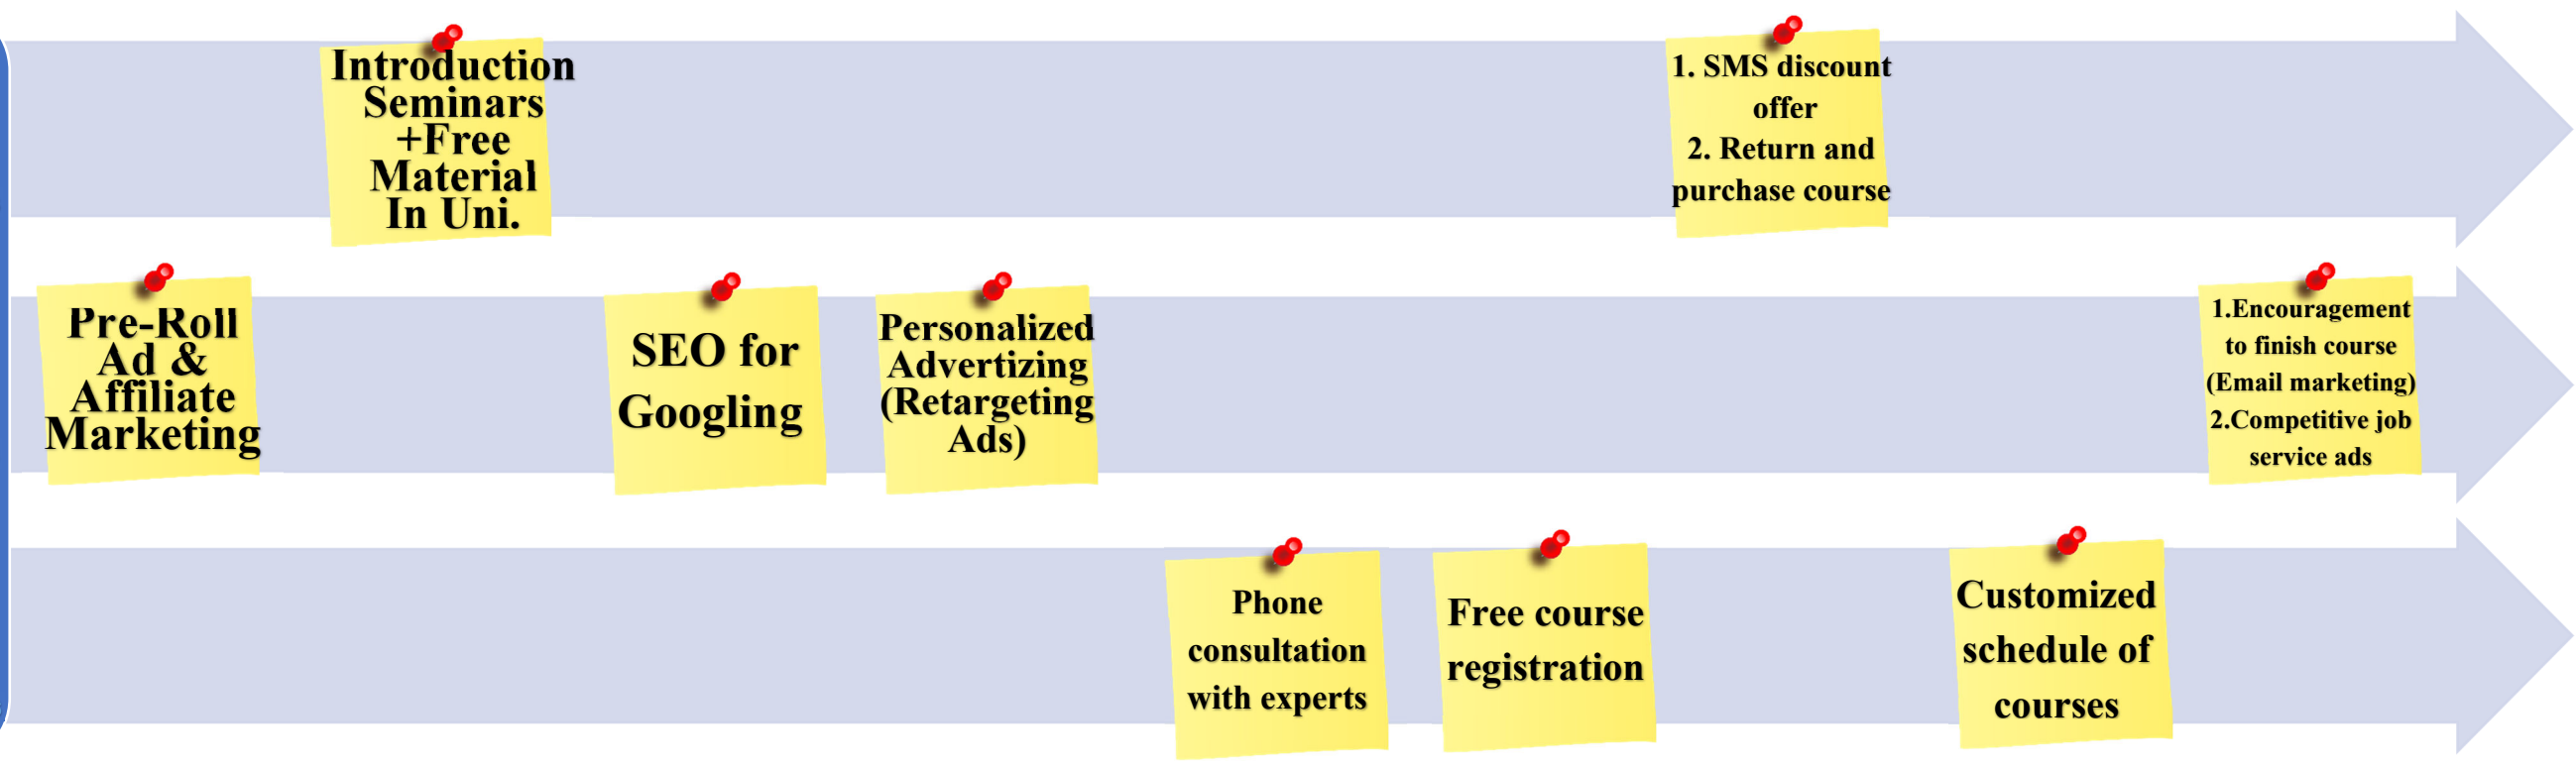 Introduction
Seminars
+Free
Material
In Uni.
1. SMS discount
offer
2. Return and
purchase course
Pre-Roll
Ad &
Affiliate
Marketing
SEO for
Googling
Personalized
Advertizing
(Retargeting
Ads)
1.Encouragement
to finish course
(Email marketing)
2.Competitive job
service ads
Phone
consultation
with experts
Free course
registration
Customized
schedule of
courses